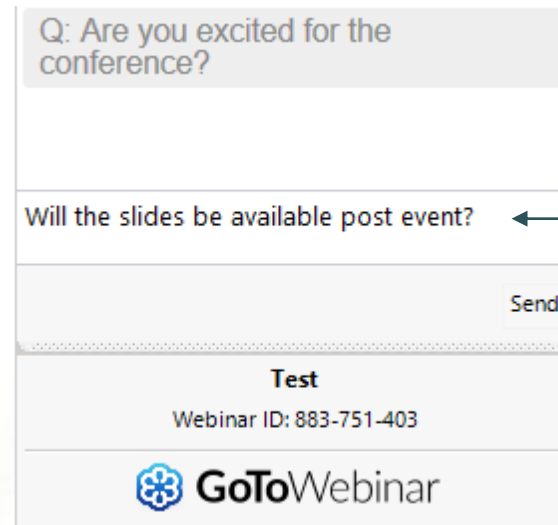 Q: Are you excited for the
conference?
Will the slides be available post event?
Send
Test
Webinar ID: 883-751-403
GoToWebinar